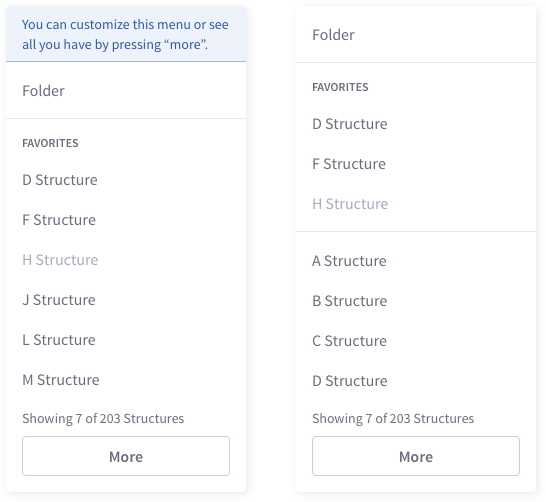 You can customize this menu or see
all you have by pressing “more”.
Folder
FAVORITES
D Structure
F Structure
H Structure
J Structure
L Structure
M Structure
Showing 7 of 203 Structures
More
Folder
FAVORITES
D Structure
F Structure
H Structure
A Structure
B Structure
C Structure
D Structure
Showing 7 of 203 Structures
More